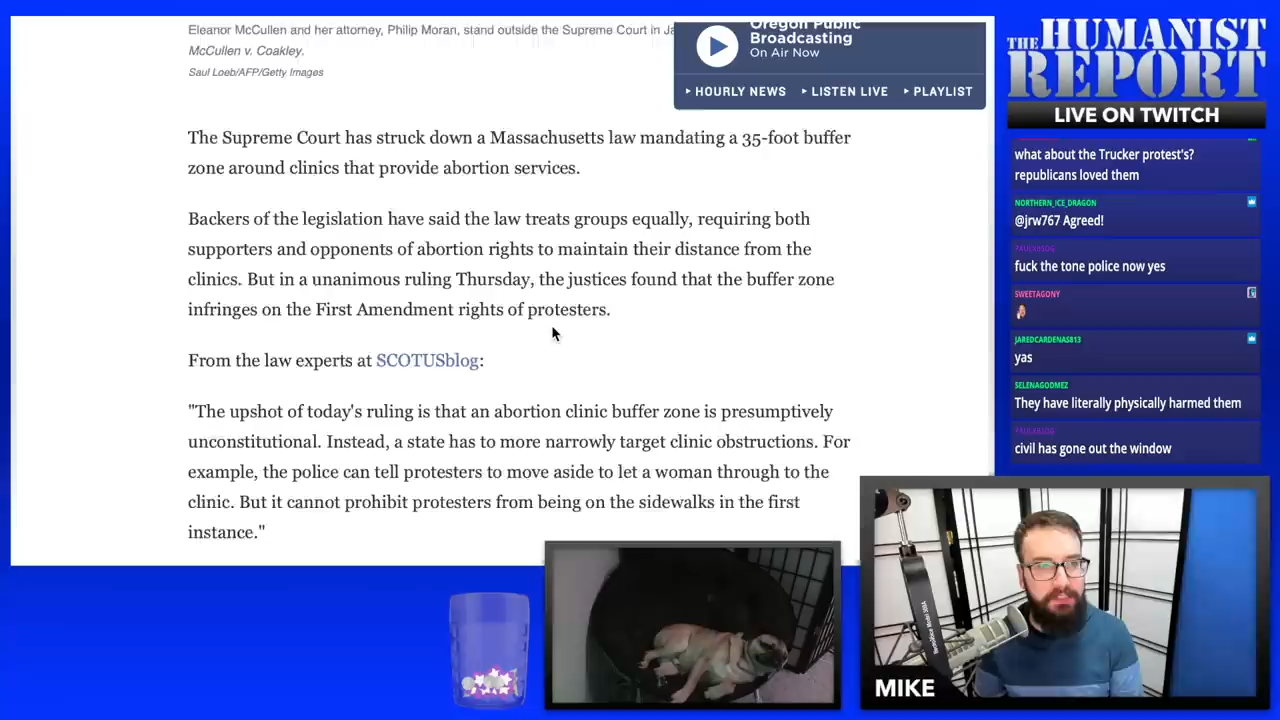 Eleanor McCullen and her attorney, Philip Moran, stand outside the Supreme Court in Ja
McCullen v. Coakley.
Saul Loeb/AFP/Getty Images
Oregon Public
Broadcasting
On Air Now
HOURLY NEWS
LISTEN LIVE
PLAYLIST
The Supreme Court has struck down a Massachusetts law mandating a 35-foot buffer
zone around clinics that provide abortion services.
Backers of the legislation have said the law treats groups equally, requiring both
supporters and opponents of abortion rights to maintain their distance from the
clinics. But in a unanimous ruling Thursday, the justices found that the buffer zone
infringes on the First Amendment rights of protesters.
From the law experts at SCOTUSblog:
"The upshot of today's ruling is that an abortion clinic buffer zone is presumptively
unconstitutional. Instead, a state has to more narrowly target clinic obstructions. For
example, the police can tell protesters to move aside to let a woman through to the
clinic. But it cannot prohibit protesters from being on the sidewalks in the first
instance."
THE HUMANIST
REPORT
LIVE ON TWITCH
what about the Trucker protest's?
republicans loved them
NORTHERN_ICE_DRAGON
@jrw767 Agreed!
fuck the tone police now yes
SWEETAGONY
JAREDCARDENAS813
yas
SELENAGODMEZ
They have literally physically harmed them
civil has gone out the window
MIKE